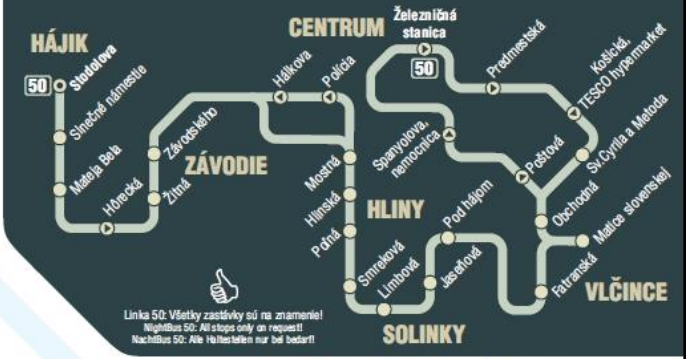 HÁJIK
50
Stodolova
Slnečné námestie
Mateja Bela
Hôrecká
Žitná
Závodského
ZÁVODIE
Hálkova
Polícia
Mostná
Hlinská
Poľná
HLINY
Smreková
Limbová
SOLINKY
Jaseňová
Pod hájom
Fatranská
VLČINCE
Matice slovenskej
Obchodná
Poštová
Sv.Cyrila a Metoda
Košická,
TESCO hypermarket
Predmestská
CENTRUM
Železničná
stanica
50
Spanyolova,
nemocnica
Linka 50: Všetky zastávky sú na znamenie!
NightBus 50: All stops only on request!
NachtBus 50: Alle Haltestellen nur bei bedarf!